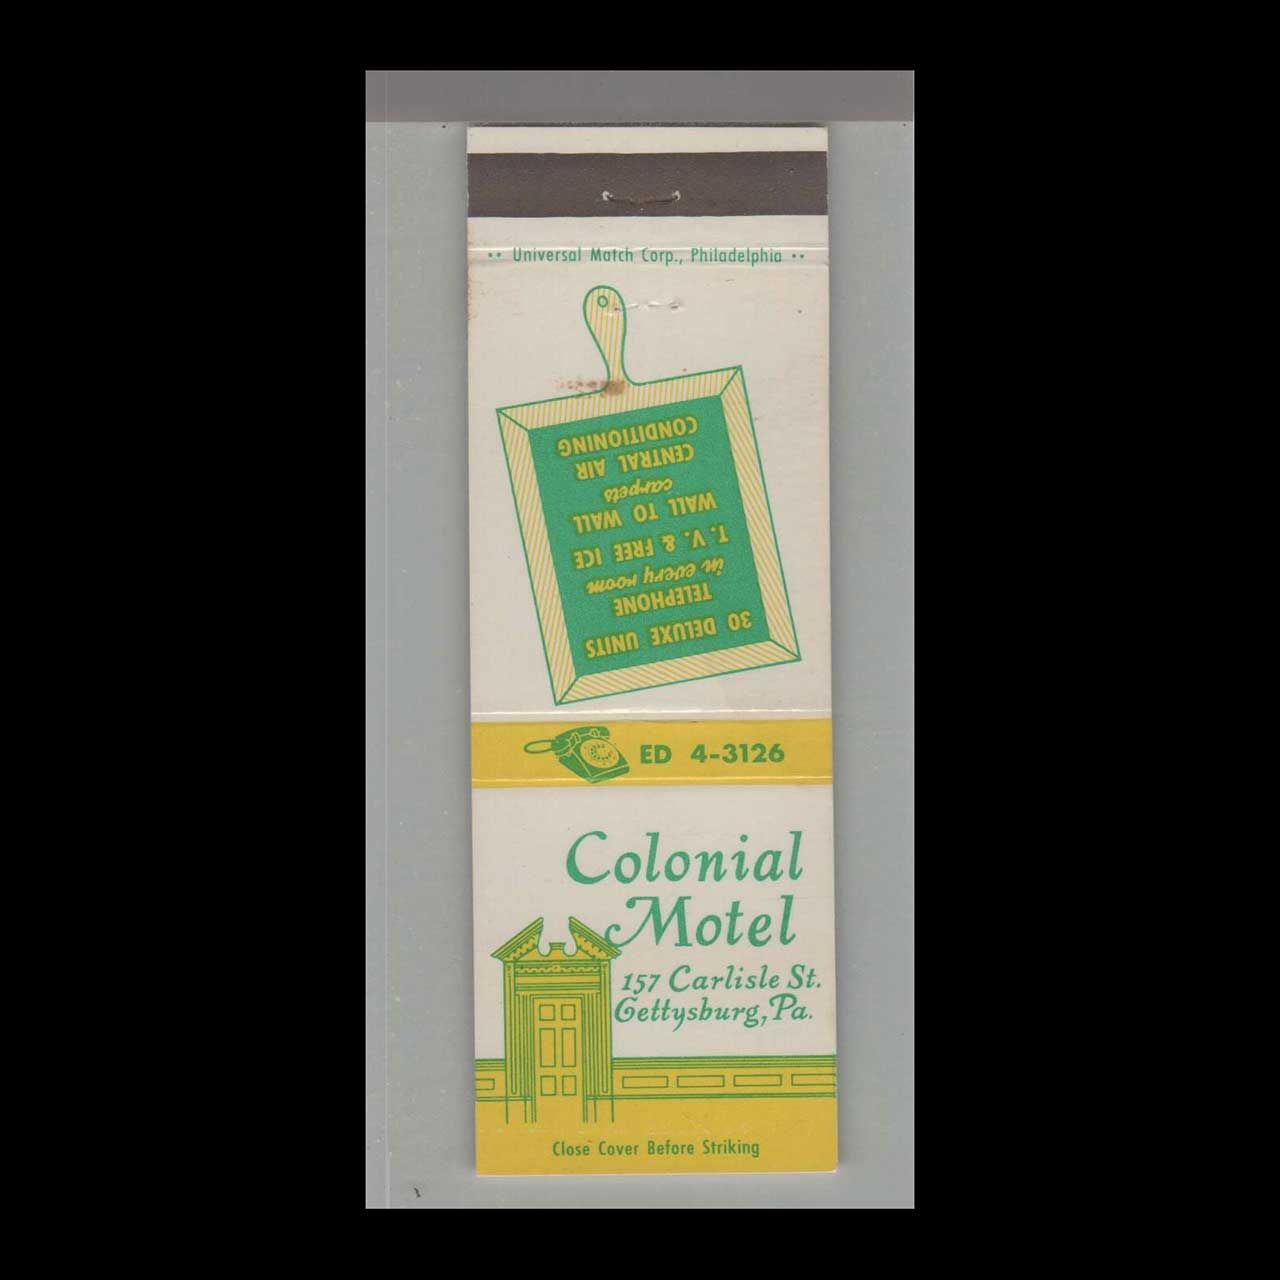 •• Universal Match Corp., Philadelphia ••
30 DELUXE UNITS
TELEPHONE
in every room
T. V. & FREE ICE
WALL TO WALL
carpets
CENTRAL AIR
CONDITIONING
ED 4-3126
Colonial
Motel
157 Carlisle St.
Gettysburg, Pa.
Close Cover Before Striking